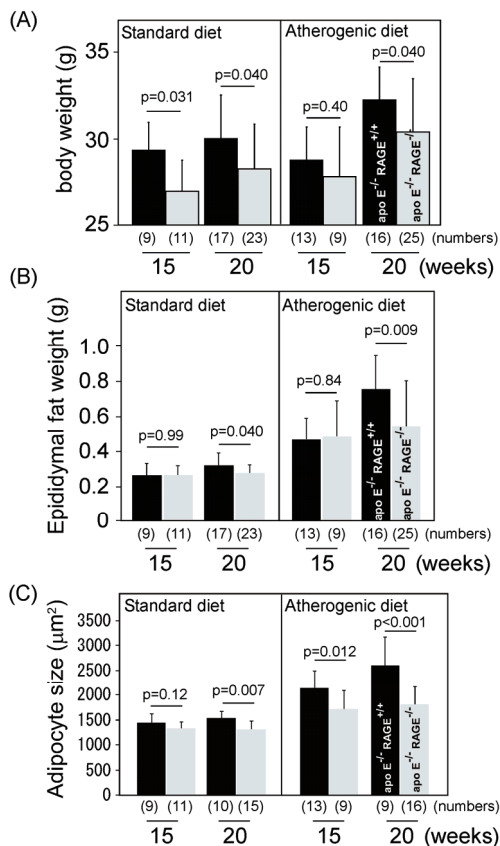 (A)
Standard diet Atherogenic diet
body weight (g)
35
30
25
p=0.031
p=0.040
p=0.40
p=0.040
apo E-/- RAGE+/+
apo E-/- RAGE-/-
(9) (11) (17) (23) (13) (9) (16) (25) (numbers)
15 20 15 20 (weeks)
(B)
Standard diet Atherogenic diet
Epididymal fat weight (g)
1.0
0.8
0.6
0.4
0.2
0
p=0.99
p=0.040
p=0.84
p=0.009
apo E-/- RAGE+/+
apo E-/- RAGE-/-
(9) (11) (17) (23) (13) (9) (16) (25) (numbers)
15 20 15 20 (weeks)
(C)
Standard diet Atherogenic diet
Adipocyte size (μm²)
3500
3000
2500
2000
1500
1000
500
0
p=0.12
p=0.007
p=0.012
p<0.001
apo E-/- RAGE+/+
apo E-/- RAGE-/-
(9) (11) (10) (15) (13) (9) (9) (16) (numbers)
15 20 15 20 (weeks)